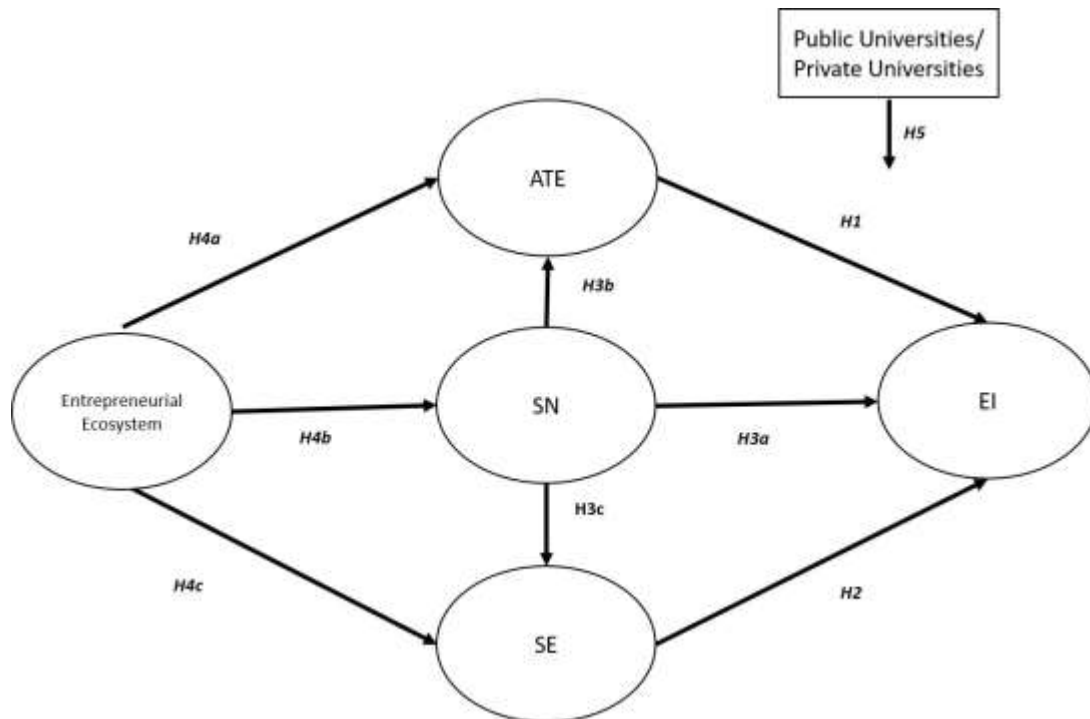 Public Universities/
Private Universities
H5
ATE
H1
H4a
H3b
Entrepreneurial
Ecosystem
SN
EI
H4b
H3a
H3c
H4c
H2
SE